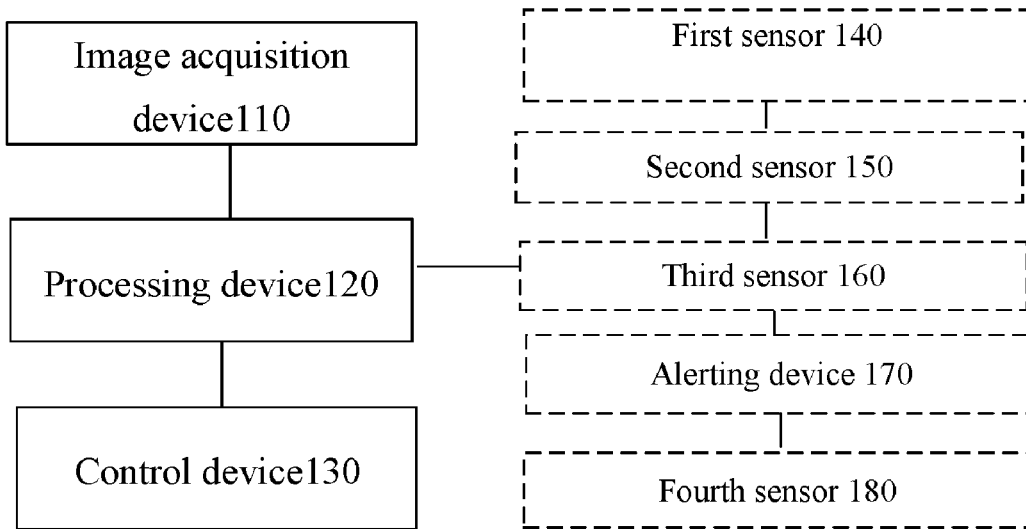 Image acquisition
device110
Processing device120
Control device130
First sensor 140
Second sensor 150
Third sensor 160
Alerting device 170
Fourth sensor 180